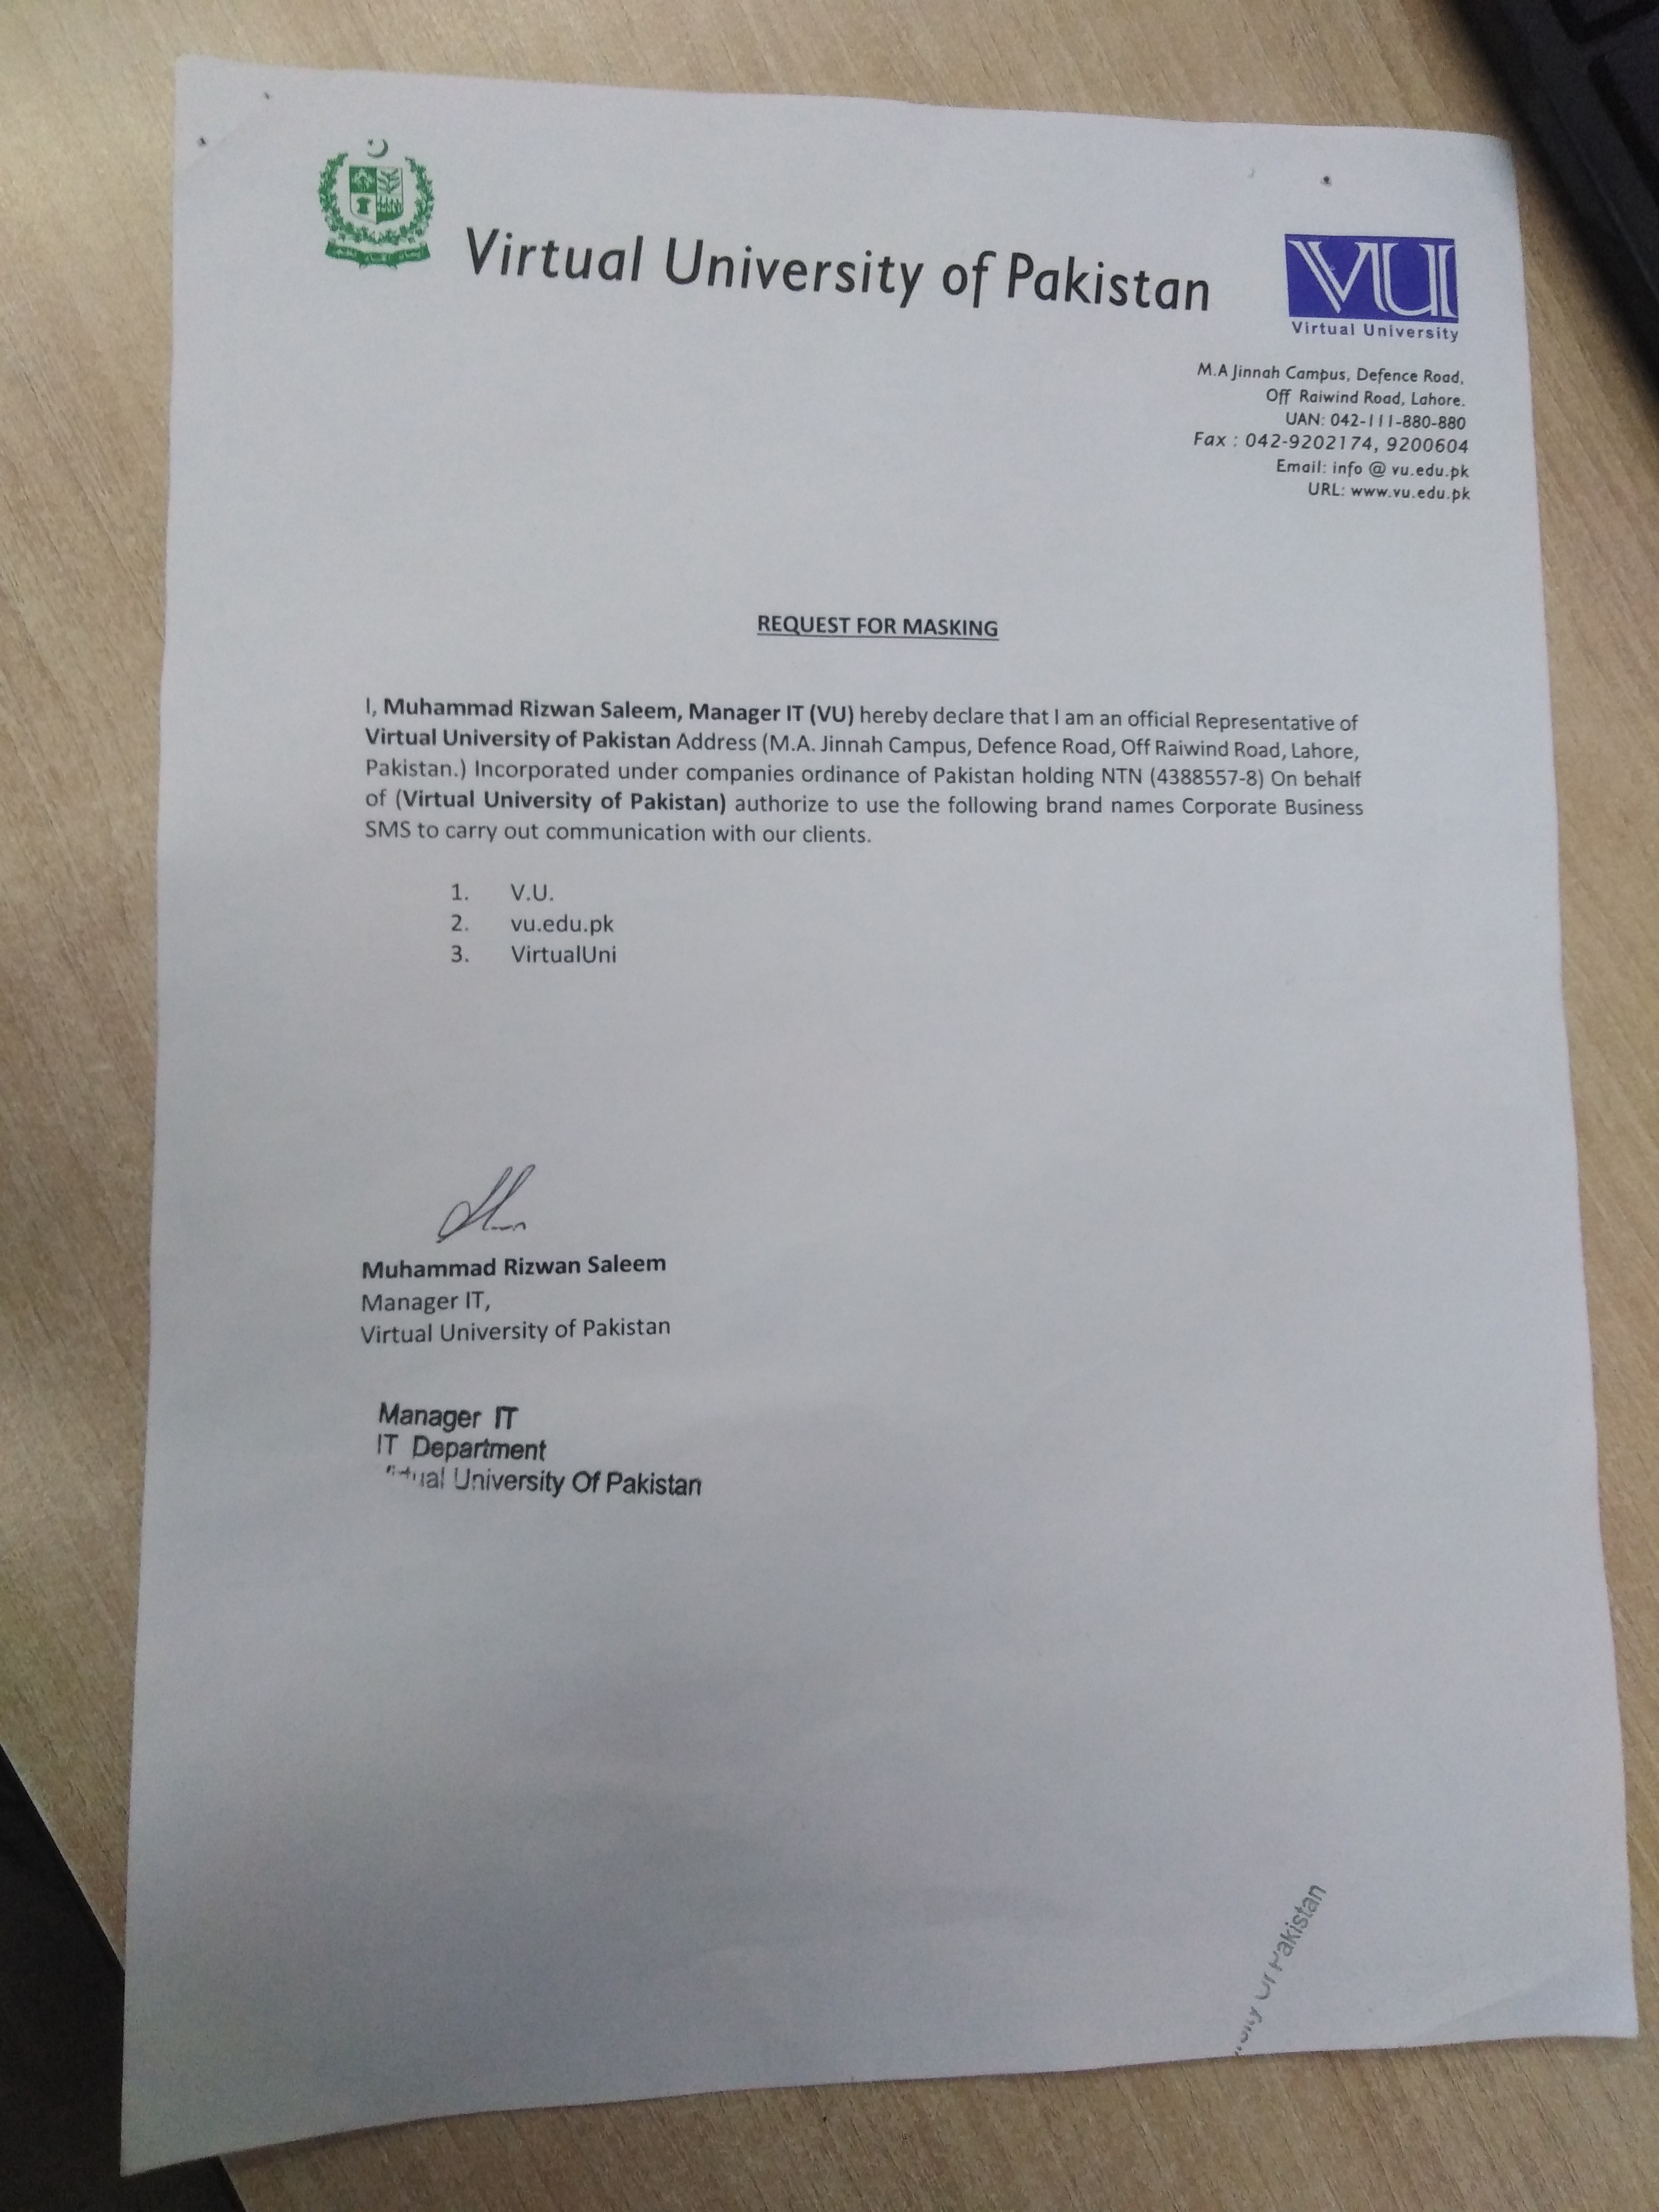 Virtual University of Pakistan
VU
Virtual University
M.A Jinnah Campus, Defence Road,
Off Raiwind Road, Lahore.
UAN: 042-111-880-880
Fax : 042-9202174, 9200604
Email: info @ vu.edu.pk
URL: www.vu.edu.pk
REQUEST FOR MASKING
I, Muhammad Rizwan Saleem, Manager IT (VU) hereby declare that I am an official Representative of
Virtual University of Pakistan Address (M.A. Jinnah Campus, Defence Road, Off Raiwind Road, Lahore,
Pakistan.) Incorporated under companies ordinance of Pakistan holding NTN (4388557-8) On behalf
of (Virtual University of Pakistan) authorize to use the following brand names Corporate Business
SMS to carry out communication with our clients.
1. V.U.
2. vu.edu.pk
3. VirtualUni
Muhammad Rizwan Saleem
Manager IT,
Virtual University of Pakistan
Manager IT
IT Department
University Of Pakistan
Of Pakistan